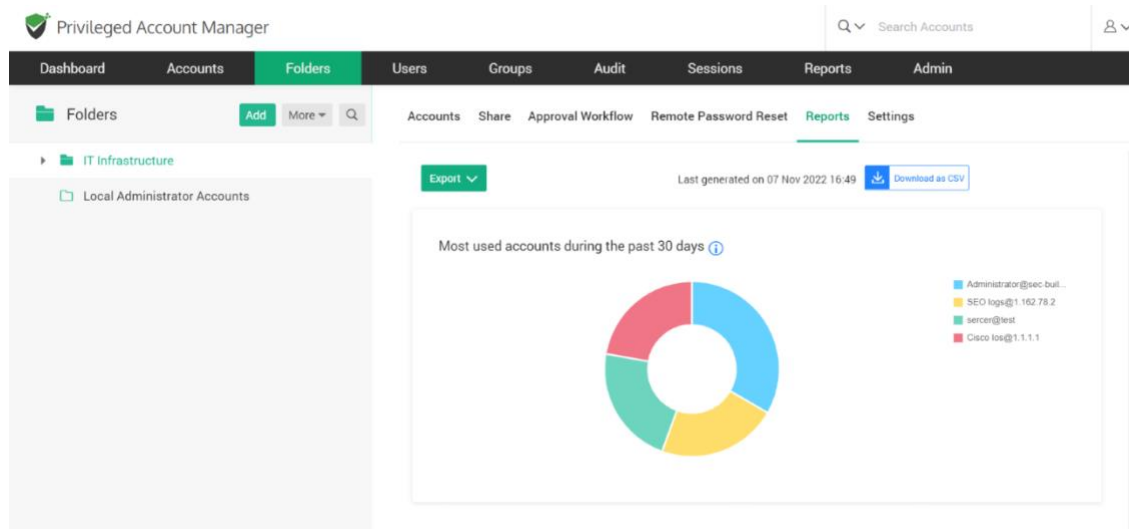 Privileged Account Manager
Search Accounts
Dashboard Accounts Folders Users Groups Audit Sessions Reports Admin
Folders Add More
Accounts Share Approval Workflow Remote Password Reset Reports Settings
IT Infrastructure
Local Administrator Accounts
Export Last generated on 07 Nov 2022 16:49 Download as CSV
Most used accounts during the past 30 days
Administrator@sec-buil...
SEO logs@1.162.78.2
sercer@test
Cisco Ios@1.1.1.1